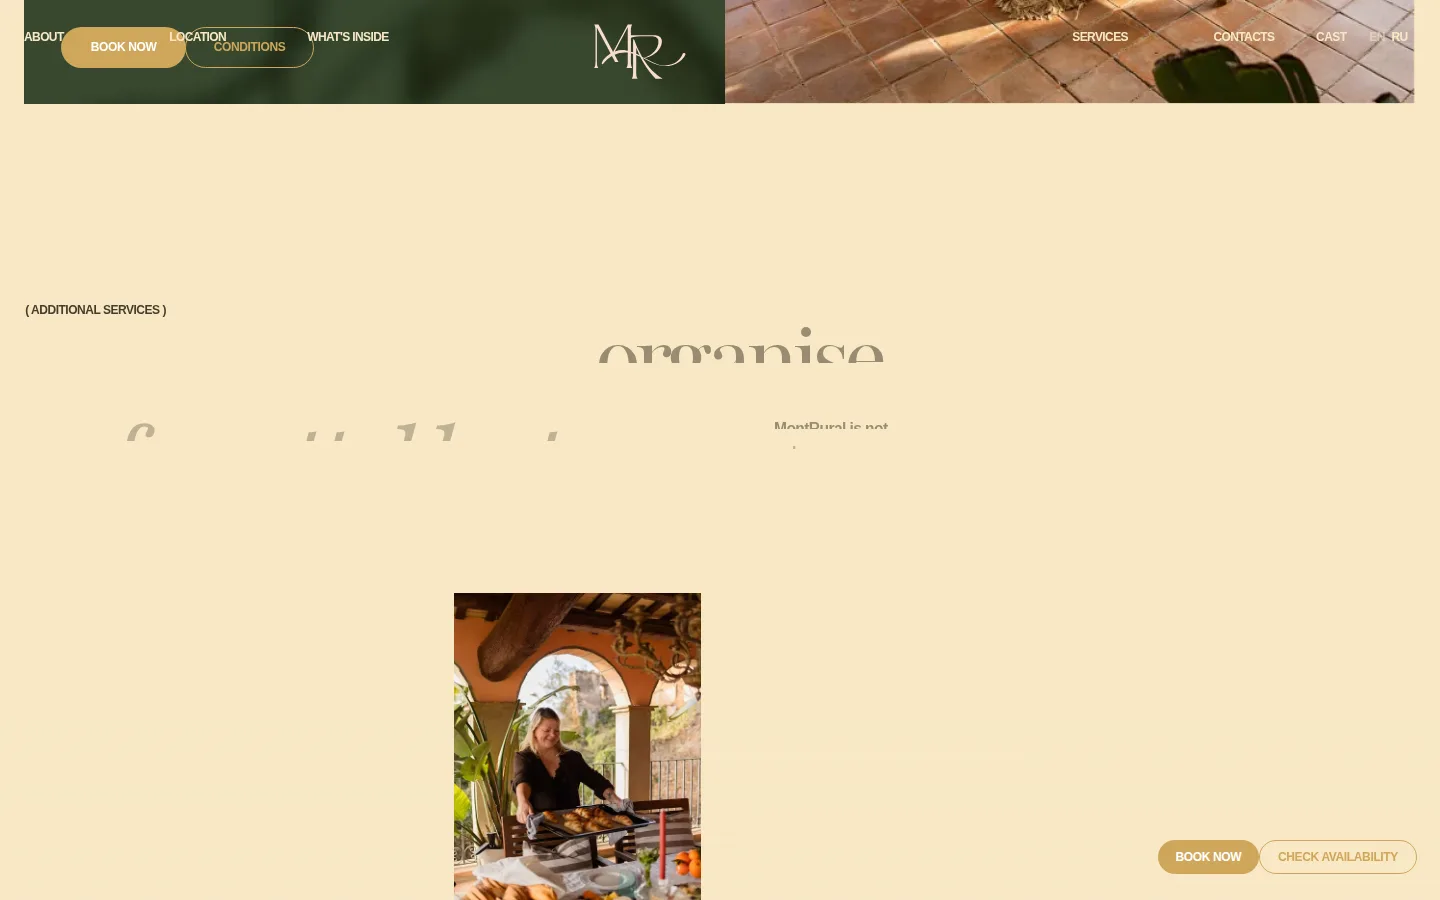 ABOUT
LOCATION
WHAT'S INSIDE
MR
SERVICES
CONTACTS
CAST
EN RU
BOOK NOW
CONDITIONS
( ADDITIONAL SERVICES )
organise
MontRural is not
BOOK NOW
CHECK AVAILABILITY